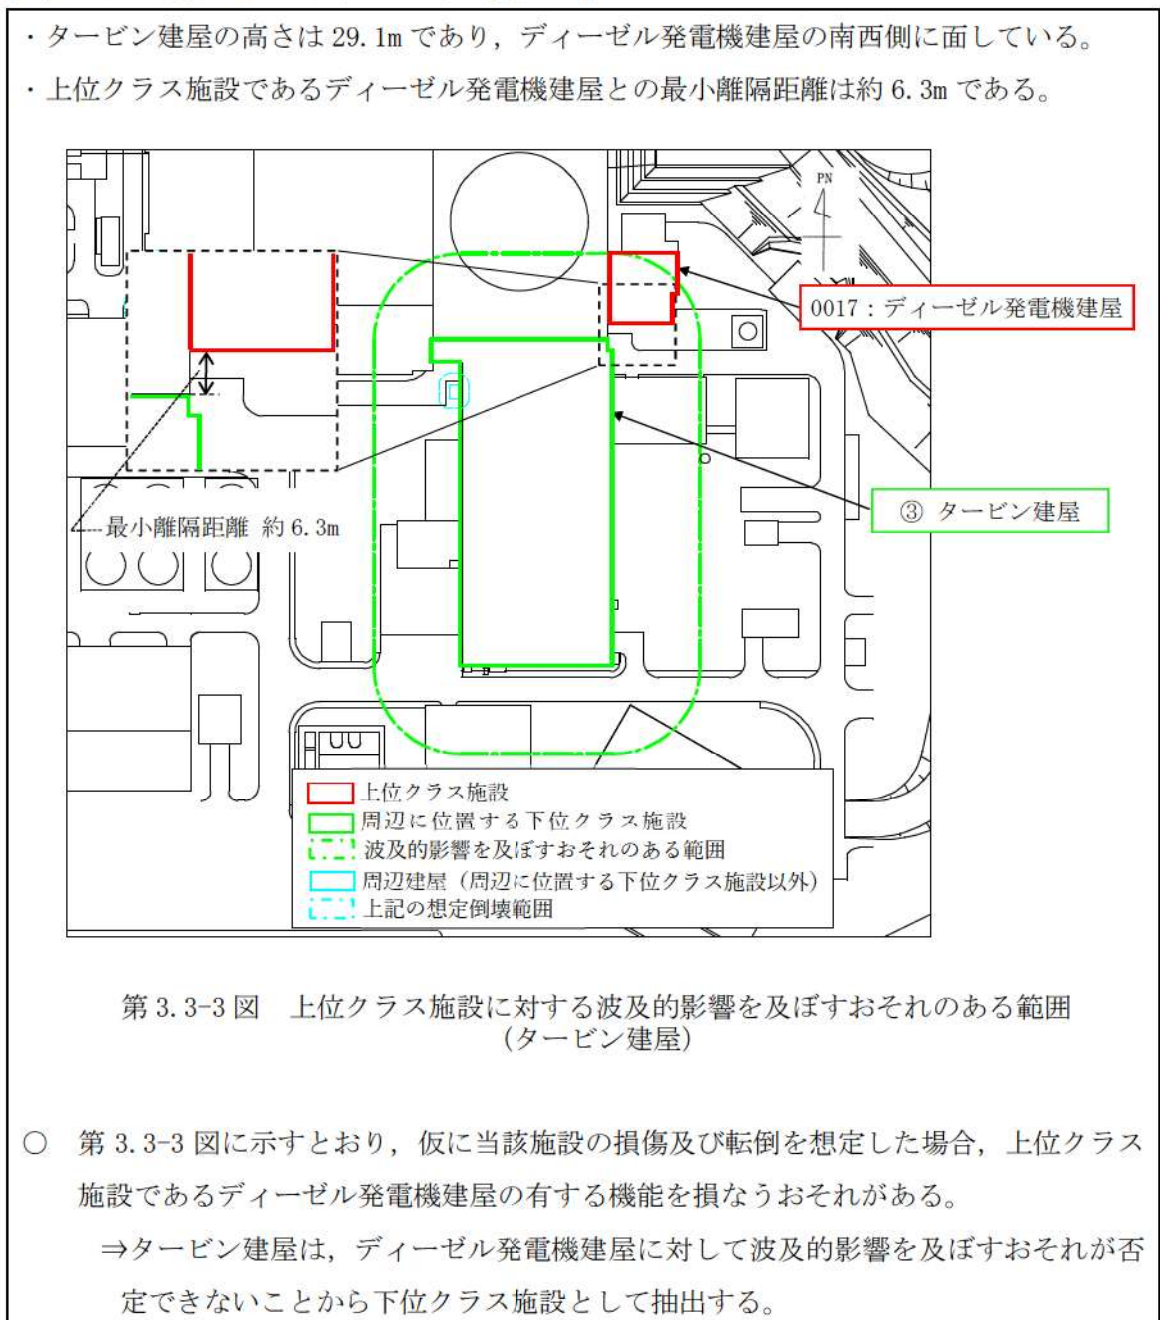 ・タービン建屋の高さは 29.1m であり，ディーゼル発電機建屋の南西側に面している。
・上位クラス施設であるディーゼル発電機建屋との最小離隔距離は約 6.3m である。
PN
0017：ディーゼル発電機建屋
③ タービン建屋
最小離隔距離 約 6.3m
上位クラス施設
周辺に位置する下位クラス施設
波及的影響を及ぼすおそれのある範囲
周辺建屋（周辺に位置する下位クラス施設以外）
上記の想定倒壊範囲
第 3.3-3 図　上位クラス施設に対する波及的影響を及ぼすおそれのある範囲
(タービン建屋)
○　第 3.3-3 図に示すとおり，仮に当該施設の損傷及び転倒を想定した場合，上位クラス
施設であるディーゼル発電機建屋の有する機能を損なうおそれがある。
⇒タービン建屋は，ディーゼル発電機建屋に対して波及的影響を及ぼすおそれが否
定できないことから下位クラス施設として抽出する。